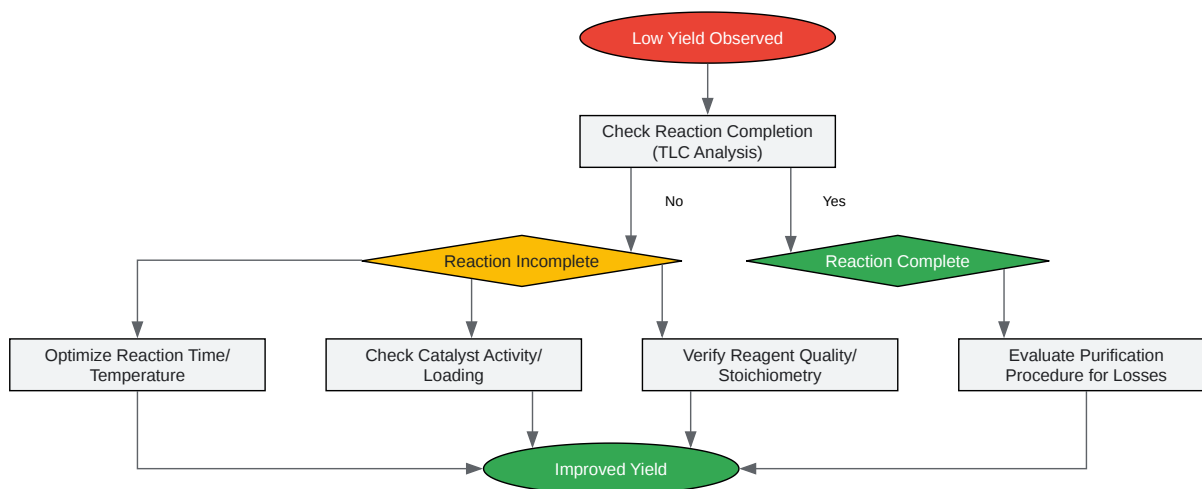 Low Yield Observed
Check Reaction Completion
(TLC Analysis)
No
Yes
Reaction Incomplete
Reaction Complete
Optimize Reaction Time/
Temperature
Check Catalyst Activity/
Loading
Verify Reagent Quality/
Stoichiometry
Evaluate Purification
Procedure for Losses
Improved Yield